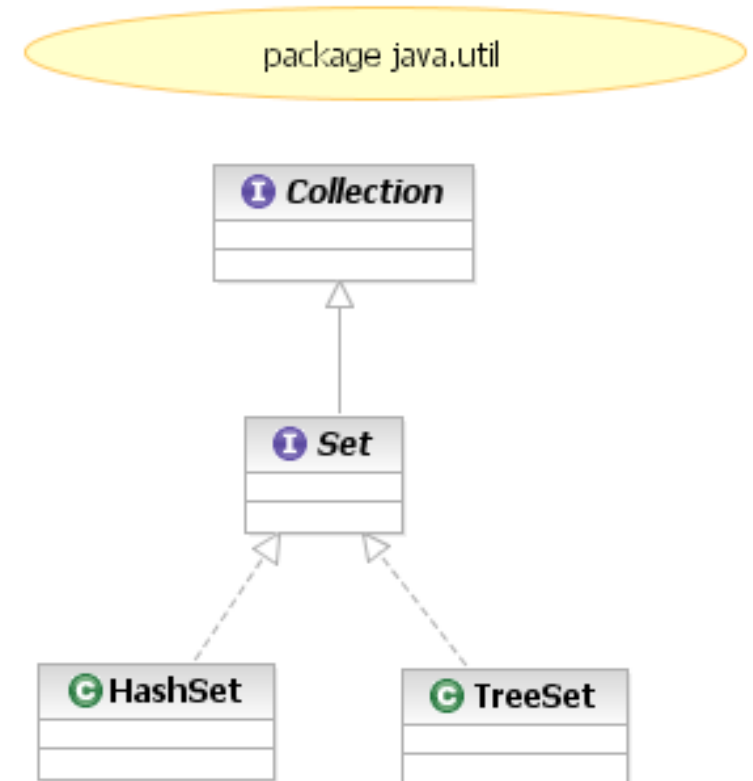 package java.util
I Collection
I Set
C HashSet
C TreeSet